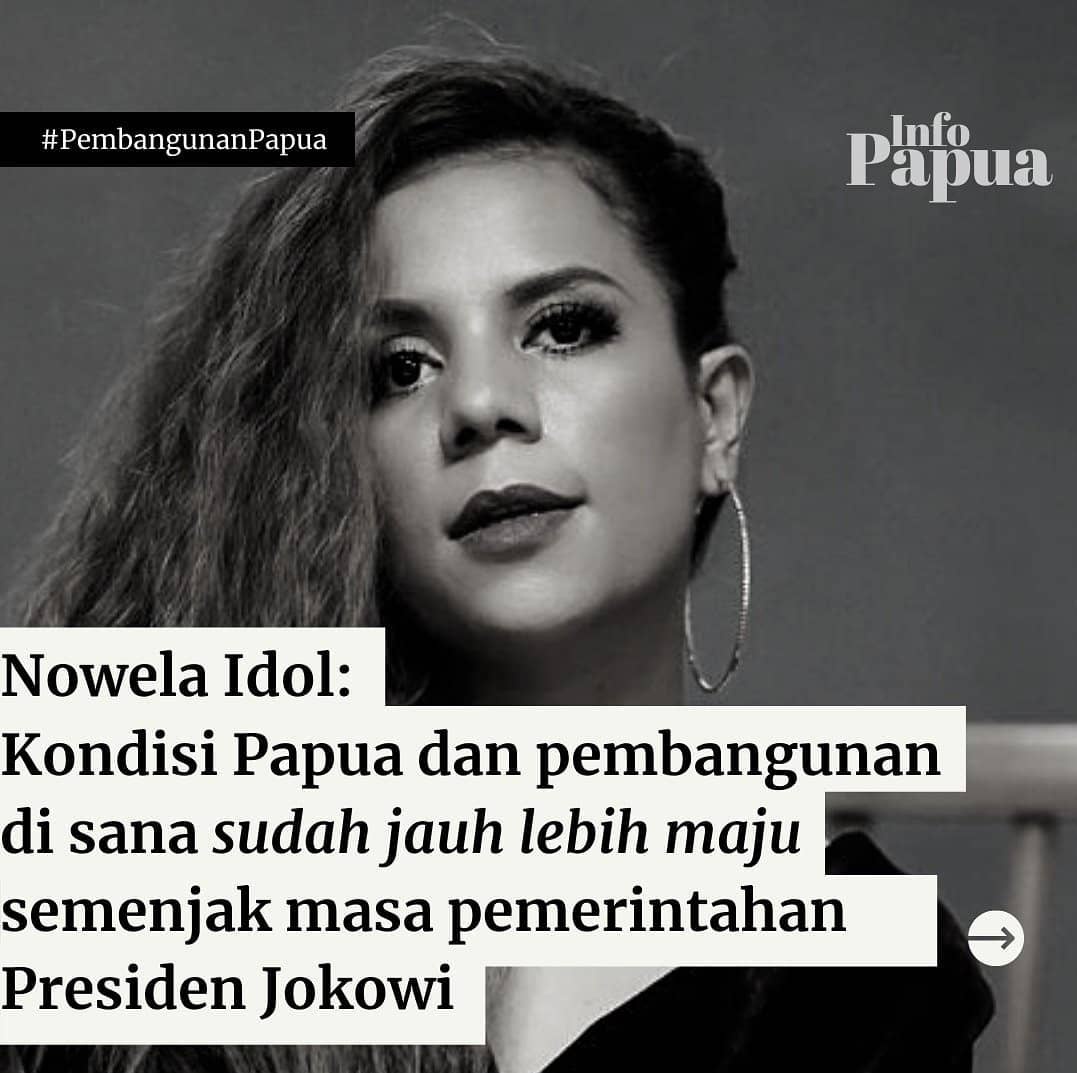 #PembangunanPapua
Info
Papua
Nowela Idol:
Kondisi Papua dan pembangunan
di sana sudah jauh lebih maju
semenjak masa pemerintahan
Presiden Jokowi